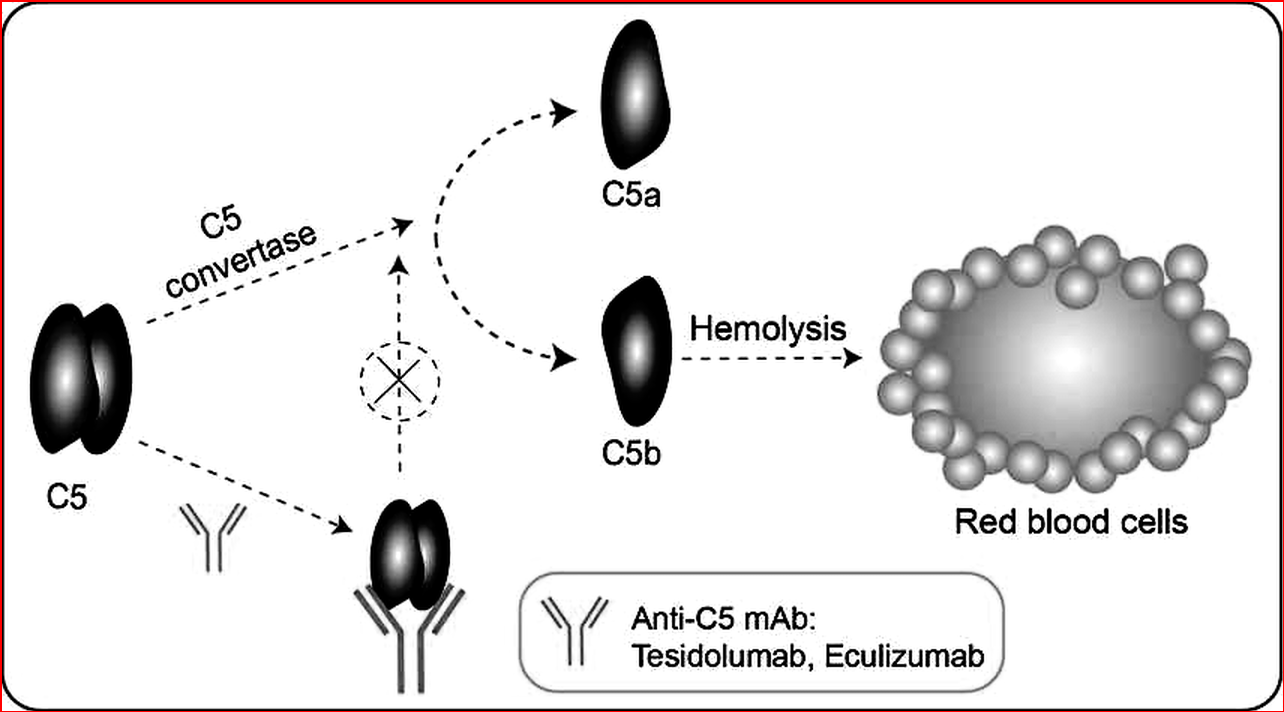 C5a
C5
convertase
Hemolysis
C5b
C5
Red blood cells
Anti-C5 mAb:
Tesidolumab, Eculizumab